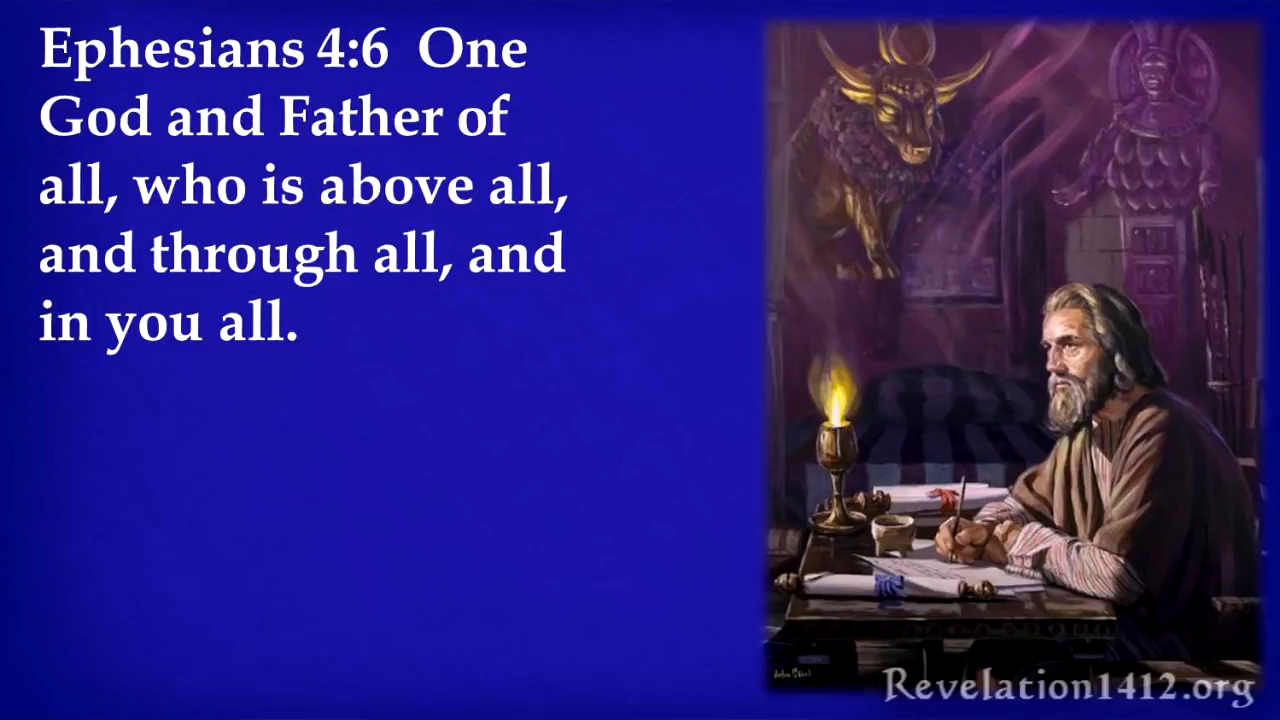 Ephesians 4:6  One
God and Father of
all, who is above all,
and through all, and
in you all.
Revelation1412.org